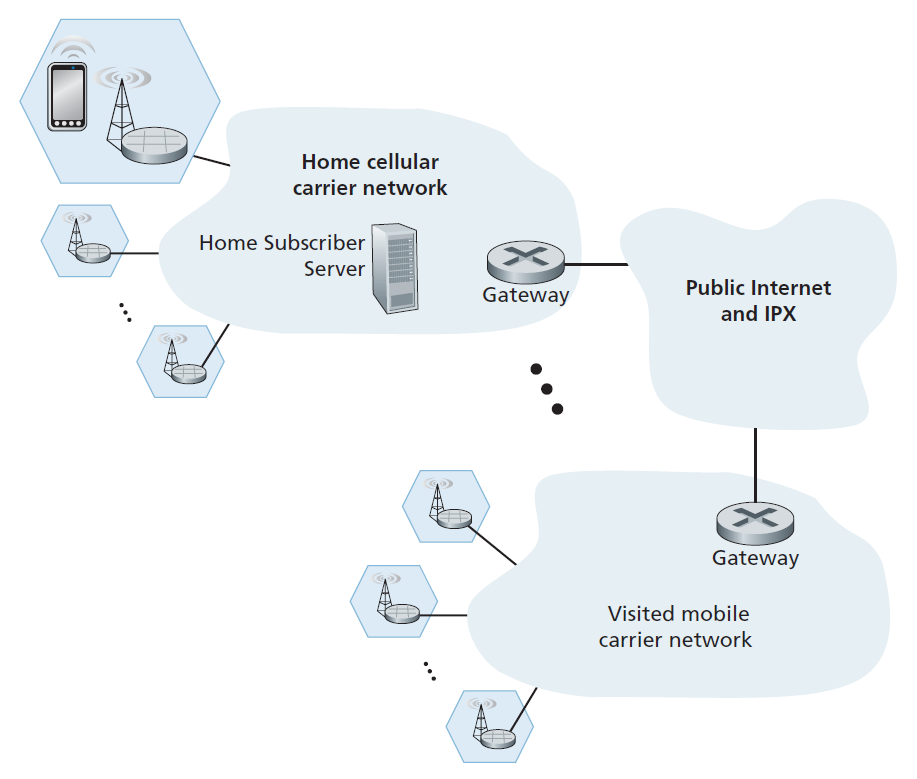 Home cellular
carrier network
Home Subscriber
Server
Gateway
Public Internet
and IPX
Gateway
Visited mobile
carrier network